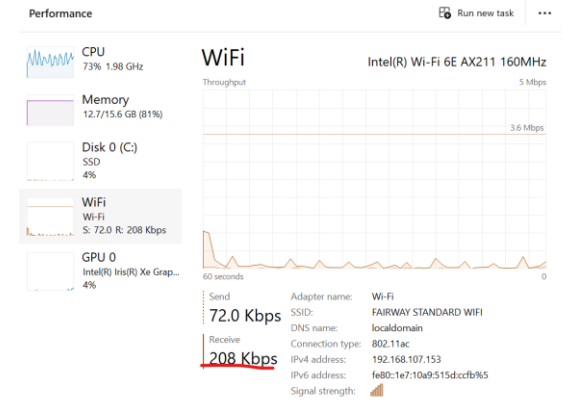 Performance
Run new task
CPU
73% 1.98 GHz
Memory
12.7/15.6 GB (81%)
Disk 0 (C:)
SSD
4%
WiFi
Wi-Fi
S: 72.0 R: 208 Kbps
GPU 0
Intel(R) Iris(R) Xe Grap...
4%
WiFi
Intel(R) Wi-Fi 6E AX211 160MHz
Throughput
5 Mbps
3.6 Mbps
60 seconds
0
Send
72.0 Kbps
Receive
208 Kbps
Adapter name: Wi-Fi
SSID: FAIRWAY STANDARD WIFI
DNS name: localdomain
Connection type: 802.11ac
IPv4 address: 192.168.107.153
IPv6 address: fe80::1e7:10a9:515d:ccfb%5
Signal strength: